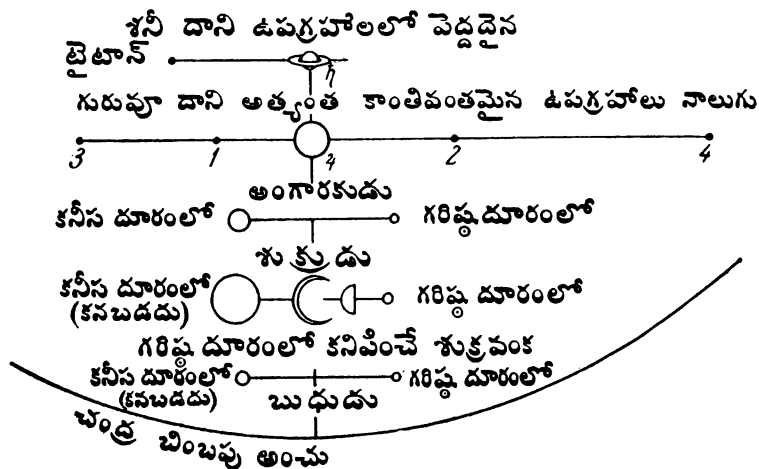 శని దాని ఉపగ్రహాలలో పెద్దదైన
టైటాన్
♄
గురువూ దాని అత్యంత కాంతివంతమైన ఉపగ్రహాలు నాలుగు
3 1 ♃ 2 4
అంగారకుడు
కనీస దూరంలో గరిష్ఠదూరంలో
శుక్రుడు
కనీస దూరంలో గరిష్ఠ దూరంలో
(కనబడదు)
గరిష్ఠ దూరంలో కనిపించే శుక్రవంక
కనీస దూరంలో గరిష్ఠ దూరంలో
(కనబడదు) బుధుడు
చంద్ర బింబపు అంచు